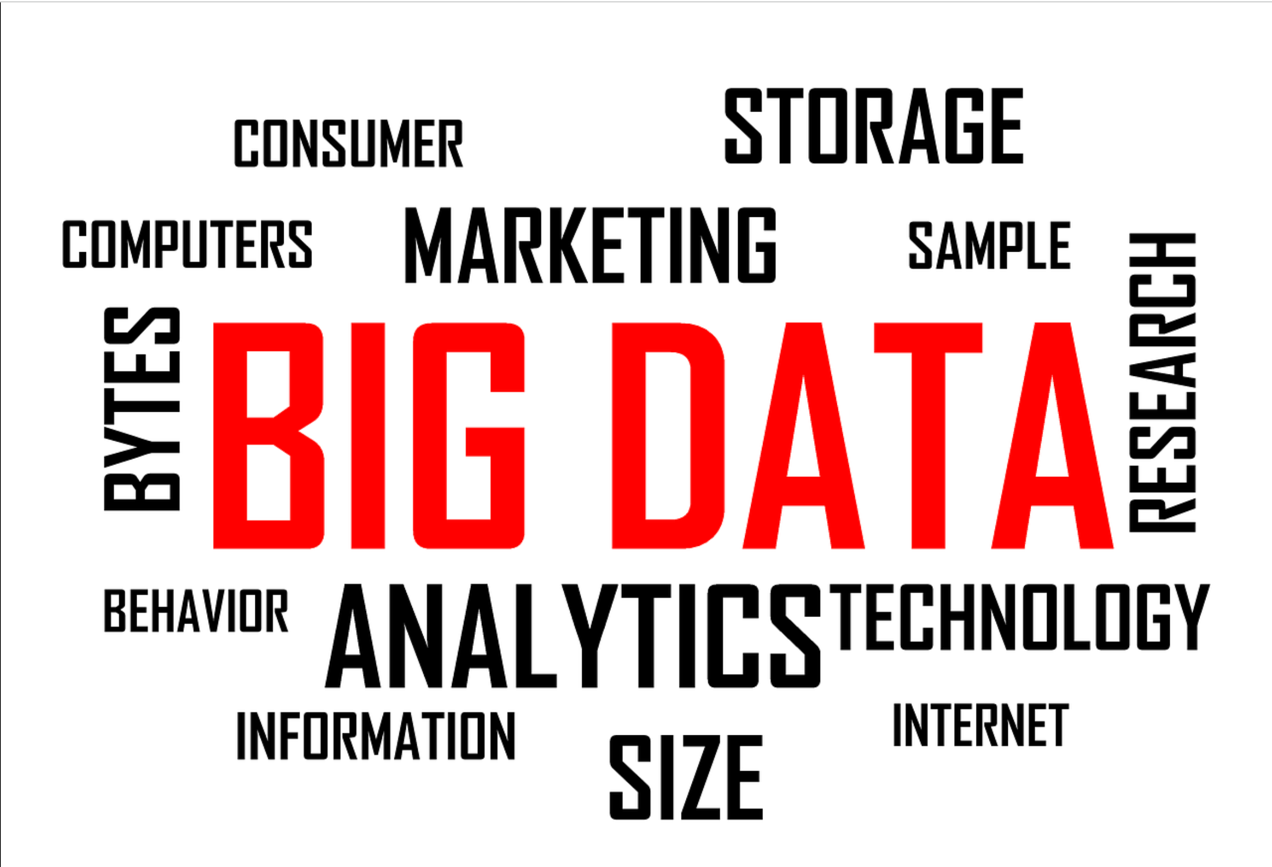 CONSUMER
STORAGE
COMPUTERS
MARKETING
SAMPLE
RESEARCH
BYTES
BIG DATA
BEHAVIOR
ANALYTICS
TECHNOLOGY
INFORMATION
SIZE
INTERNET